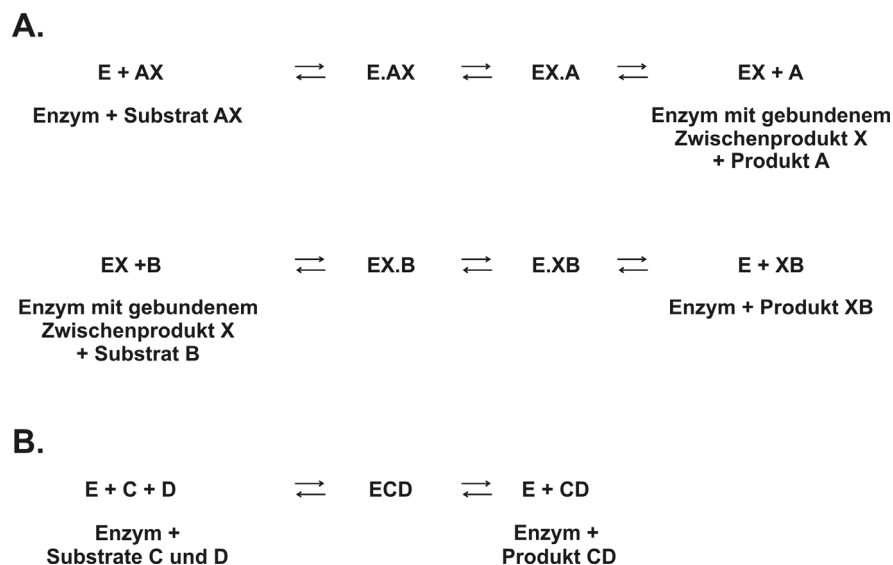 A.
E + AX ⇌ E.AX ⇌ EX.A ⇌ EX + A
Enzym + Substrat AX
Enzym mit gebundenem
Zwischenprodukt X
+ Produkt A
EX +B ⇌ EX.B ⇌ E.XB ⇌ E + XB
Enzym mit gebundenem
Zwischenprodukt X
+ Substrat B
Enzym + Produkt XB
B.
E + C + D ⇌ ECD ⇌ E + CD
Enzym +
Substrate C und D
Enzym +
Produkt CD